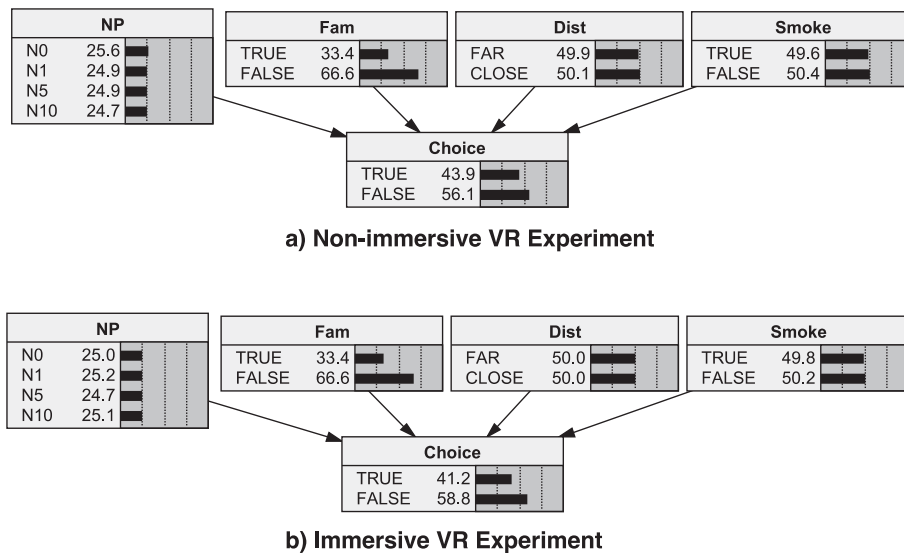 NP
N0 25.6
N1 24.9
N5 24.9
N10 24.7
Fam
TRUE 33.4
FALSE 66.6
Dist
FAR 49.9
CLOSE 50.1
Smoke
TRUE 49.6
FALSE 50.4
Choice
TRUE 43.9
FALSE 56.1
a) Non-immersive VR Experiment
NP
N0 25.0
N1 25.2
N5 24.7
N10 25.1
Fam
TRUE 33.4
FALSE 66.6
Dist
FAR 50.0
CLOSE 50.0
Smoke
TRUE 49.8
FALSE 50.2
Choice
TRUE 41.2
FALSE 58.8
b) Immersive VR Experiment